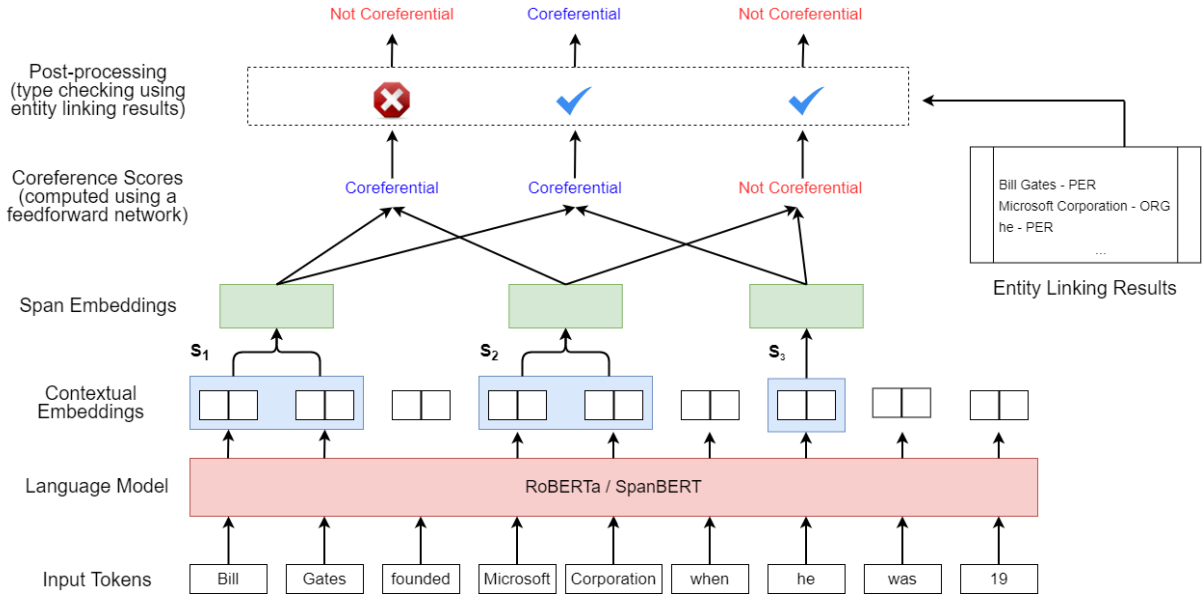 Not Coreferential
Coreferential
Not Coreferential
Post-processing
(type checking using
entity linking results)
Coreference Scores
(computed using a
feedforward network)
Coreferential
Coreferential
Not Coreferential
Bill Gates - PER
Microsoft Corporation - ORG
he - PER
...
Entity Linking Results
Span Embeddings
S1
S2
S3
Contextual
Embeddings
Language Model
RoBERTa / SpanBERT
Input Tokens
Bill
Gates
founded
Microsoft
Corporation
when
he
was
19